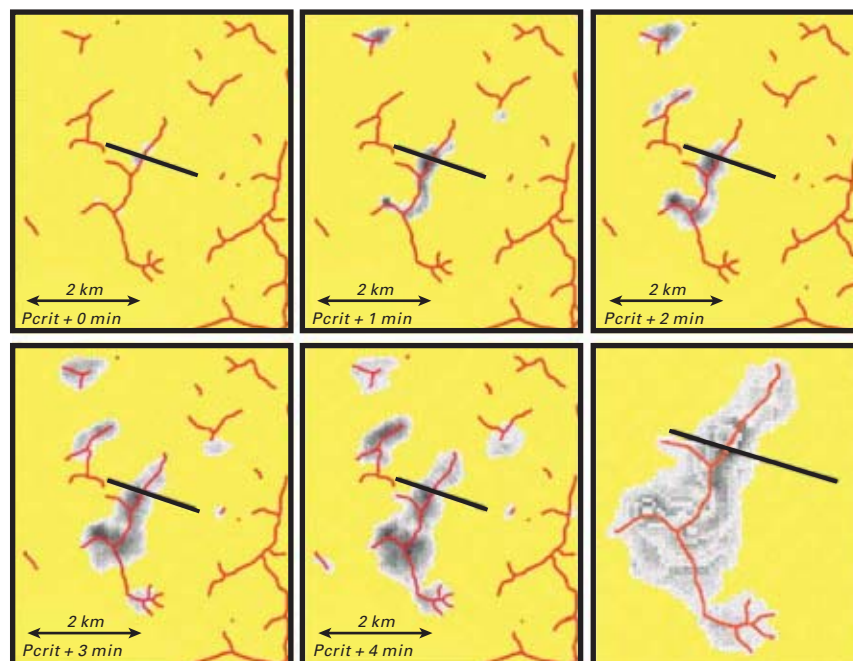 2 km
Pcrit + 0 min
2 km
Pcrit + 1 min
2 km
Pcrit + 2 min
2 km
Pcrit + 3 min
2 km
Pcrit + 4 min